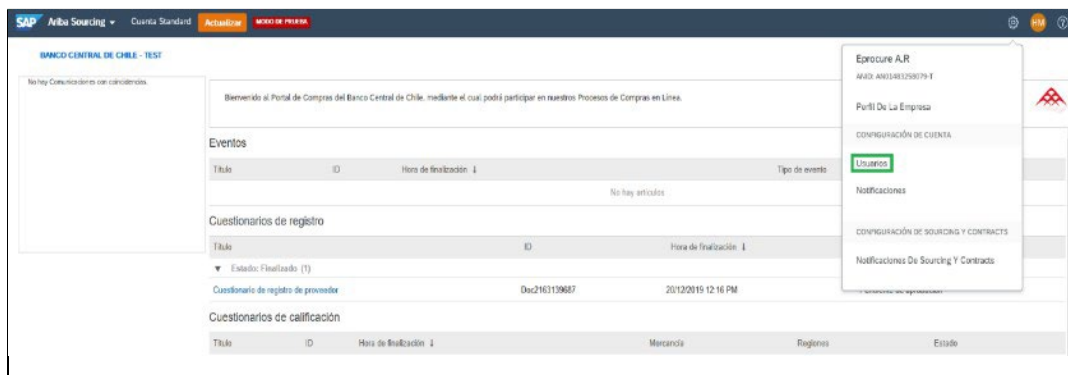 SAP Ariba Sourcing Cuenta Standard Actualizar MODO DE PRUEBA HM ?
BANCO CENTRAL DE CHILE - TEST
No hay Comunicaciones con coincidencias.
Bienvenido al Portal de Compras del Banco Central de Chile, mediante el cual podrá participar en nuestros Procesos de Compras en Línea.
Eventos
Título ID Hora de finalización ↓ Tipo de evento
No hay artículos
Cuestionarios de registro
Título ID Hora de finalización ↓
▼ Estado: Finalizado (1)
Cuestionario de registro de proveedor Doc2163139687 20/12/2019 12:16 PM Pendiente de aprobación
Cuestionarios de calificación
Título ID Hora de finalización ↓ Mercancía Regiones Estado
Eprocure A.R
ANID: AN01483258079-T
Perfil De La Empresa
CONFIGURACIÓN DE CUENTA
Usuarios
Notificaciones
CONFIGURACIÓN DE SOURCING Y CONTRACTS
Notificaciones De Sourcing Y Contracts